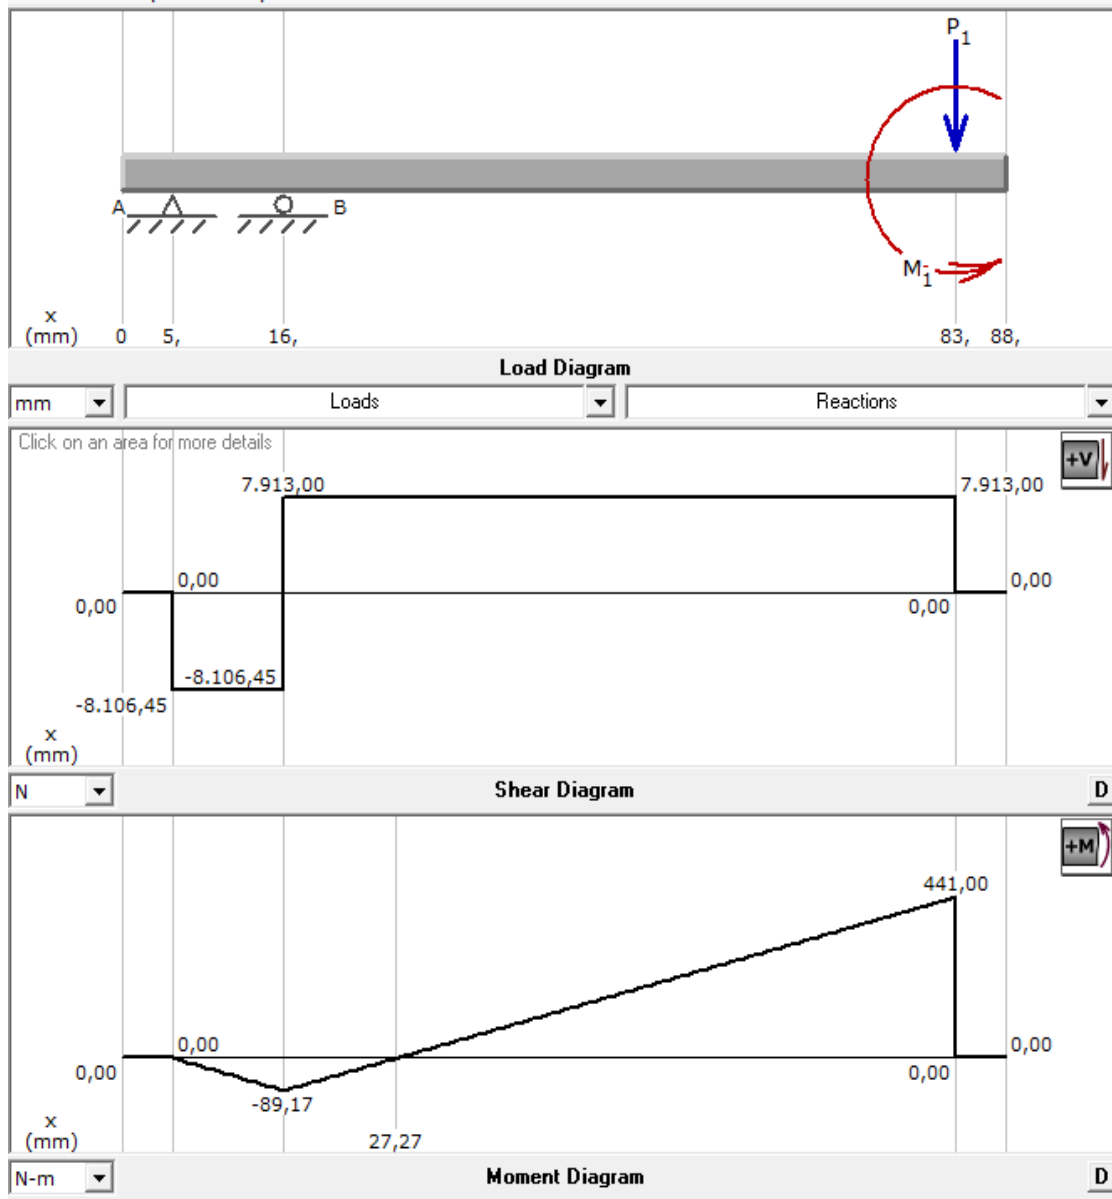 P1
A
B
M1
x
(mm) 0 5, 16, 83, 88,
Load Diagram
mm Loads Reactions
Click on an area for more details
+V
7.913,00 7.913,00
0,00 0,00
0,00 0,00
-8.106,45
-8.106,45
x
(mm)
N Shear Diagram D
+M
441,00
0,00 0,00
0,00 0,00
-89,17
x
(mm) 27,27
N-m Moment Diagram D